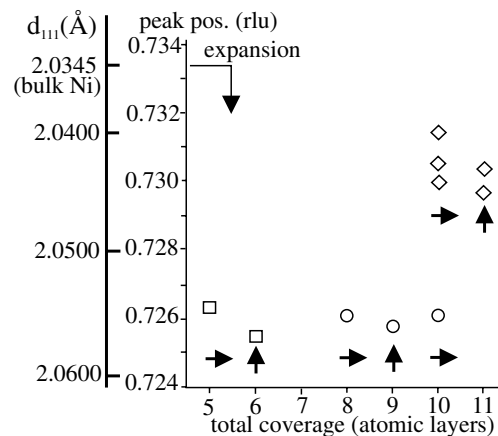 d₁₁₁(Å)
peak pos. (rlu)
0.734
expansion
2.0345
(bulk Ni)
0.732
2.0400
0.730
0.728
2.0500
0.726
2.0600
0.724
5 6 7 8 9 10 11
total coverage (atomic layers)